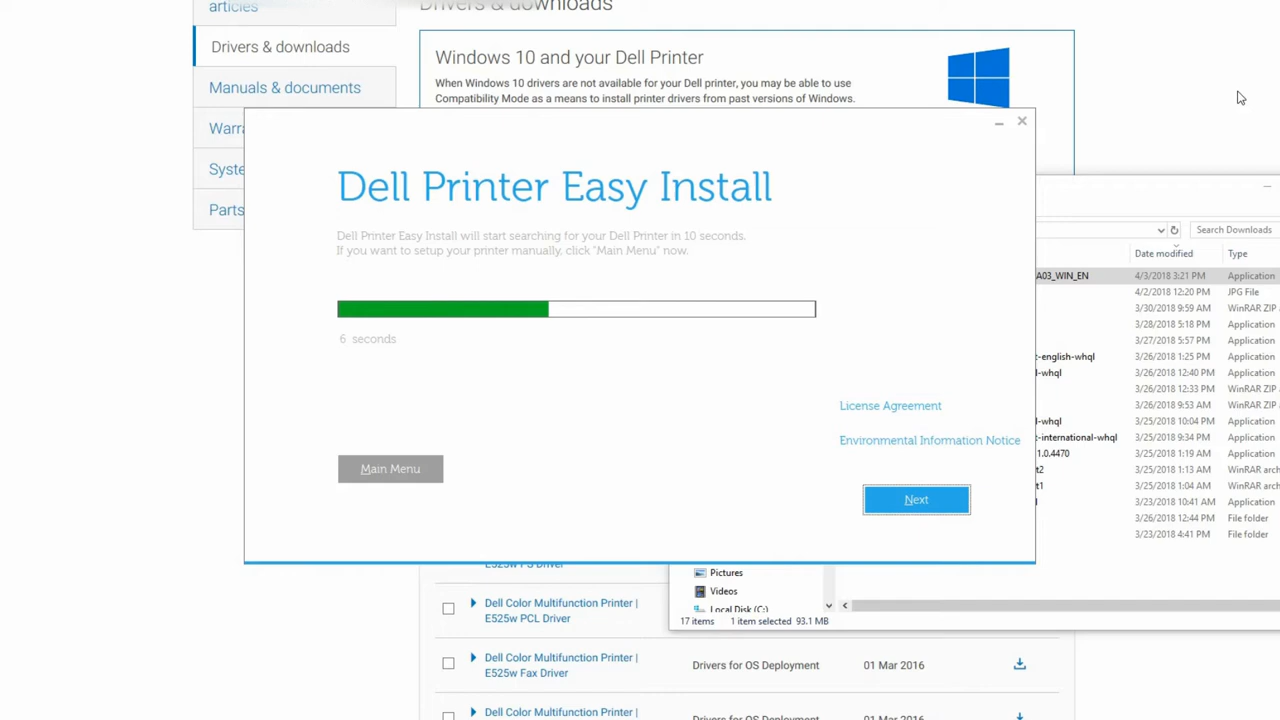 articles
Drivers & downloads
Manuals & documents
Warra
Syste
Parts
Drivers & downloads
Windows 10 and your Dell Printer
When Windows 10 drivers are not available for your Dell printer, you may be able to use
Compatibility Mode as a means to install printer drivers from past versions of Windows.
Dell Printer Easy Install
Dell Printer Easy Install will start searching for your Dell Printer in 10 seconds.
If you want to setup your printer manually, click "Main Menu" now.
6 seconds
License Agreement
Environmental Information Notice
Main Menu
Next
Search Downloads
Date modified
Type
A03_WIN_EN 4/3/2018 3:21 PM Application
4/2/2018 12:20 PM JPG File
3/30/2018 9:59 AM WinRAR ZIP
3/28/2018 5:18 PM Application
3/27/2018 5:57 PM Application
t-english-whql 3/26/2018 1:25 PM Application
l-whql 3/26/2018 12:40 PM Application
3/26/2018 12:33 PM WinRAR ZIP
3/26/2018 9:53 AM WinRAR ZIP
l-whql 3/25/2018 10:04 PM Application
t-international-whql 3/25/2018 9:34 PM Application
1.0.4470 3/25/2018 1:19 AM Application
t2 3/25/2018 1:13 AM WinRAR arch
t1 3/25/2018 1:04 AM WinRAR arch
3/23/2018 10:41 AM Application
3/26/2018 12:44 PM File folder
3/23/2018 4:41 PM File folder
Pictures
Videos
Local Disk (C:)
17 items 1 item selected 93.1 MB
E525w PS Driver
Dell Color Multifunction Printer |
E525w PCL Driver
Dell Color Multifunction Printer |
E525w Fax Driver
Drivers for OS Deployment
01 Mar 2016
Dell Color Multifunction Printer |